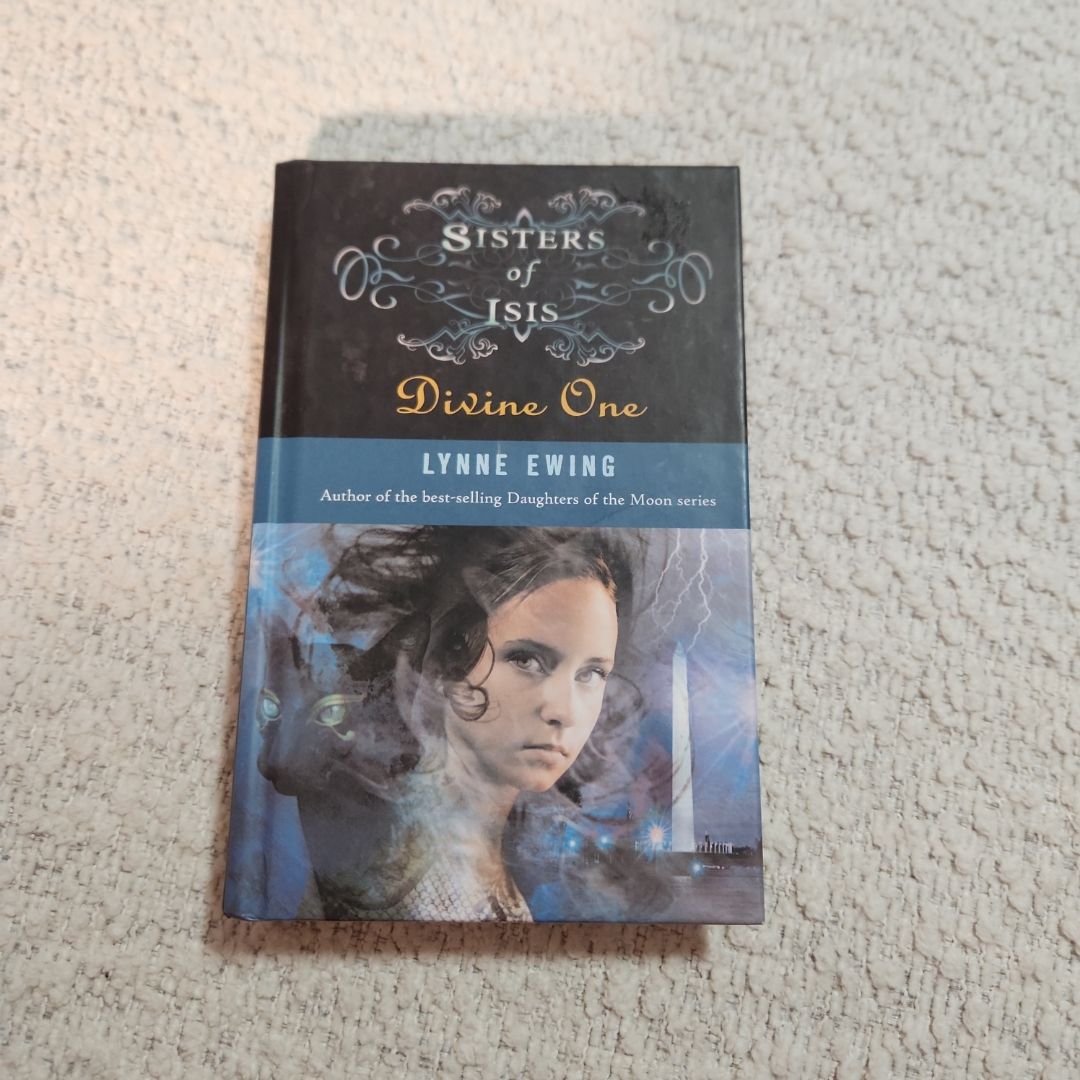 SISTERS
of
ISIS
Divine One
LYNNE EWING
Author of the best-selling Daughters of the Moon series